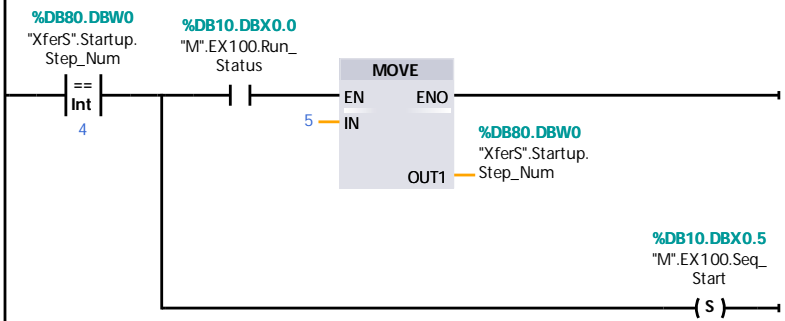 %DB80.DBW0
"XferS".Startup.
Step_Num
==
Int
4
%DB10.DBX0.0
"M".EX100.Run_
Status
MOVE
EN ENO
5 IN
OUT1
%DB80.DBW0
"XferS".Startup.
Step_Num
%DB10.DBX0.5
"M".EX100.Seq_
Start
S